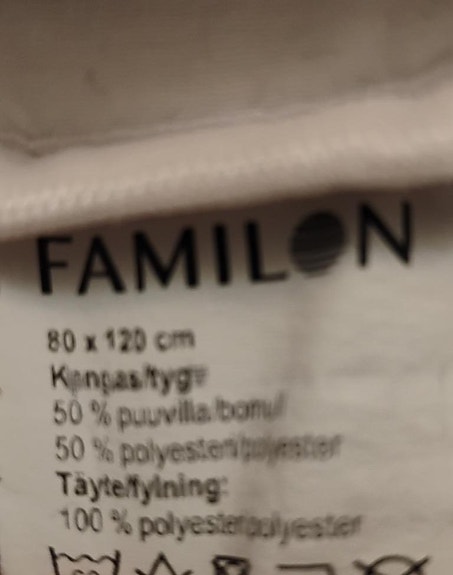 FAMILON
80 x 120 cm
Kangas/tyg
50 % puuvilla/bomull
50 % polyesteri/polyester
Täyte/fyllning:
100 % polyesteri/polyester